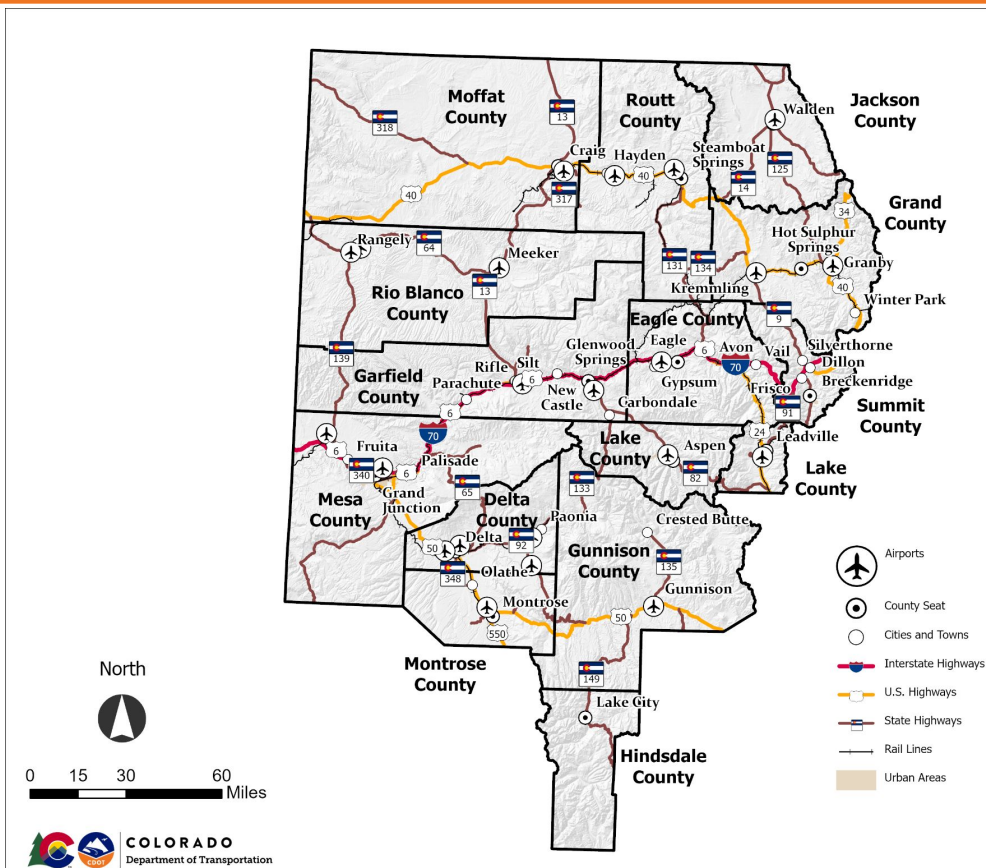 Moffat
County
Routt
County
Jackson
County
Walden
318
13
Craig
Hayden
Steamboat
Springs
125
40
14
317
40
Grand
County
34
Hot Sulphur
Springs
Rangely
64
Meeker
131
134
Granby
Kremmling
40
13
Rio Blanco
County
Winter Park
Eagle County
9
139
Glenwood
Springs
Eagle
6
Avon
Vail
Silverthorne
Dillon
Garfield
County
Rifle
Silt
6
70
Parachute
Gypsum
Frisco
Breckenridge
New
Castle
Carbondale
91
Summit
County
6
70
Lake
County
24
Leadville
Fruita
6
Aspen
340
6
Palisade
65
133
82
Lake
County
Mesa
County
Grand
Junction
Delta
County
Paonia
Crested Butte
50
Delta
92
Gunnison
County
135
348
Olathe
Montrose
Gunnison
50
550
Montrose
County
149
Lake City
Hindsdale
County
Airports
County Seat
Cities and Towns
Interstate Highways
U.S. Highways
State Highways
Rail Lines
Urban Areas
North
0 15 30 60
Miles
CDOT
COLORADO
Department of Transportation